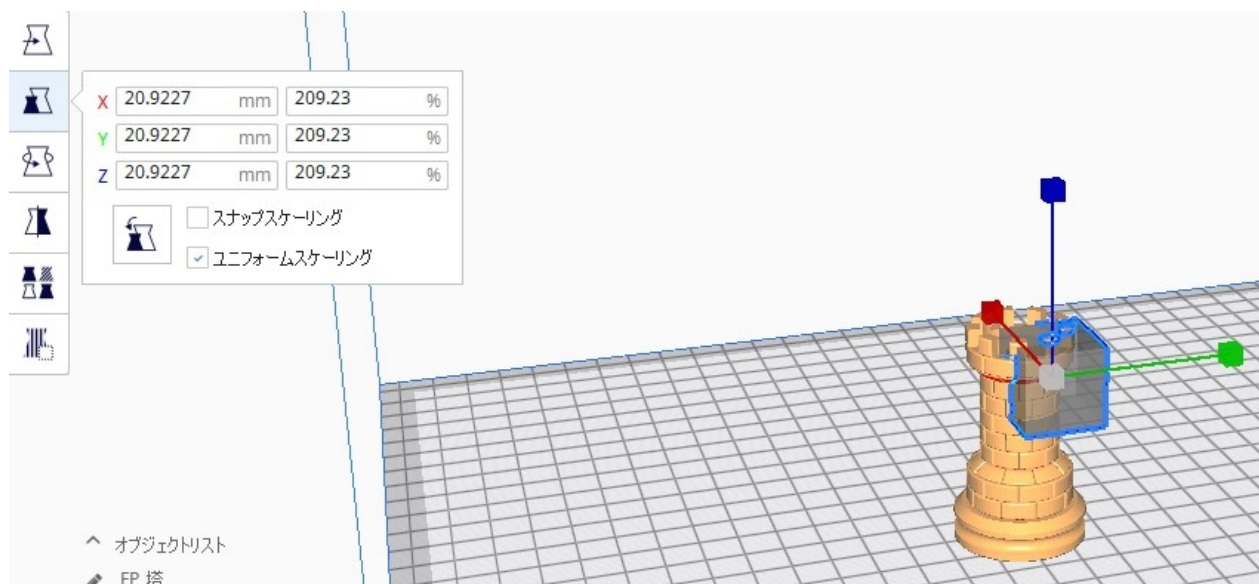 X 20.9227 mm 209.23 %
Y 20.9227 mm 209.23 %
Z 20.9227 mm 209.23 %
スナップスケーリング
ユニフォームスケーリング
オブジェクトリスト
FP 塔